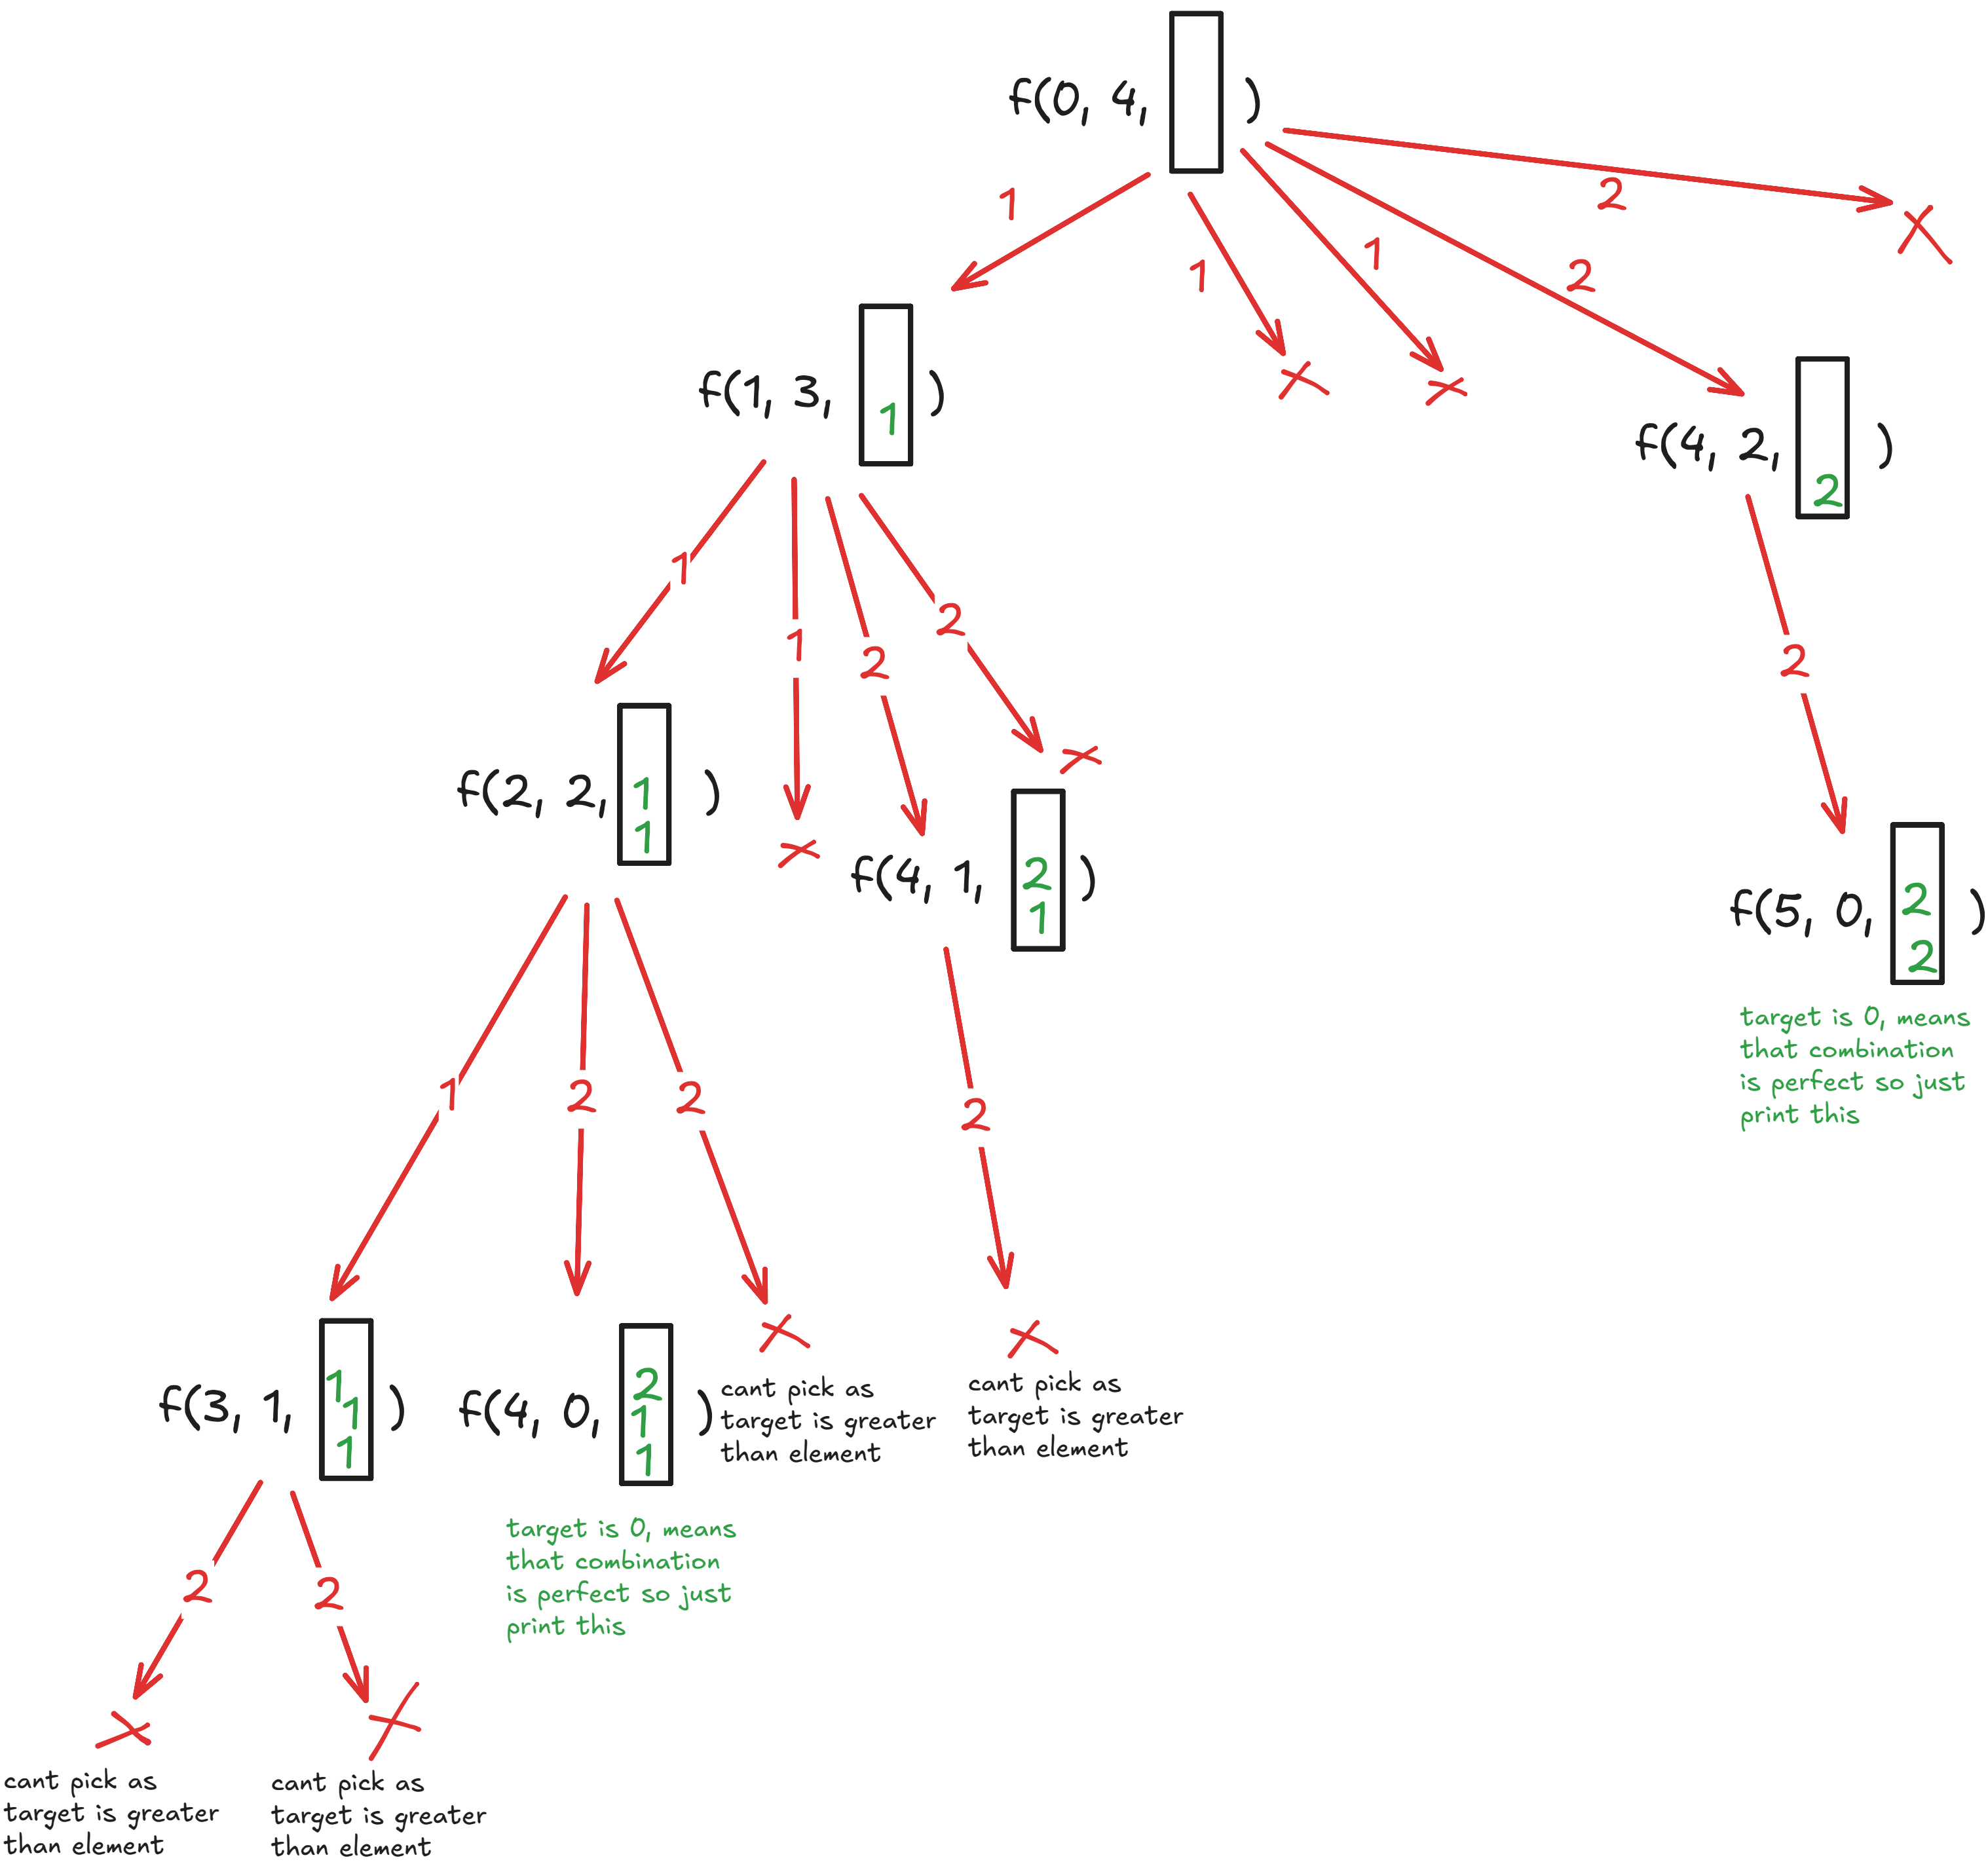 f(0, 4, )
1
1
1
2
2
f(1, 3, 1 )
f(4, 2, 2 )
1
1
2
2
2
f(2, 2, 1 1 )
f(4, 1, 2 1 )
f(5, 0, 2 2 )
target is 0, means
that combination
is perfect so just
print this
1
2
2
2
f(3, 1, 1 1 1 )
f(4, 0, 2 1 1 )
cant pick as
target is greater
than element
cant pick as
target is greater
than element
target is 0, means
that combination
is perfect so just
print this
2
2
cant pick as
target is greater
than element
cant pick as
target is greater
than element